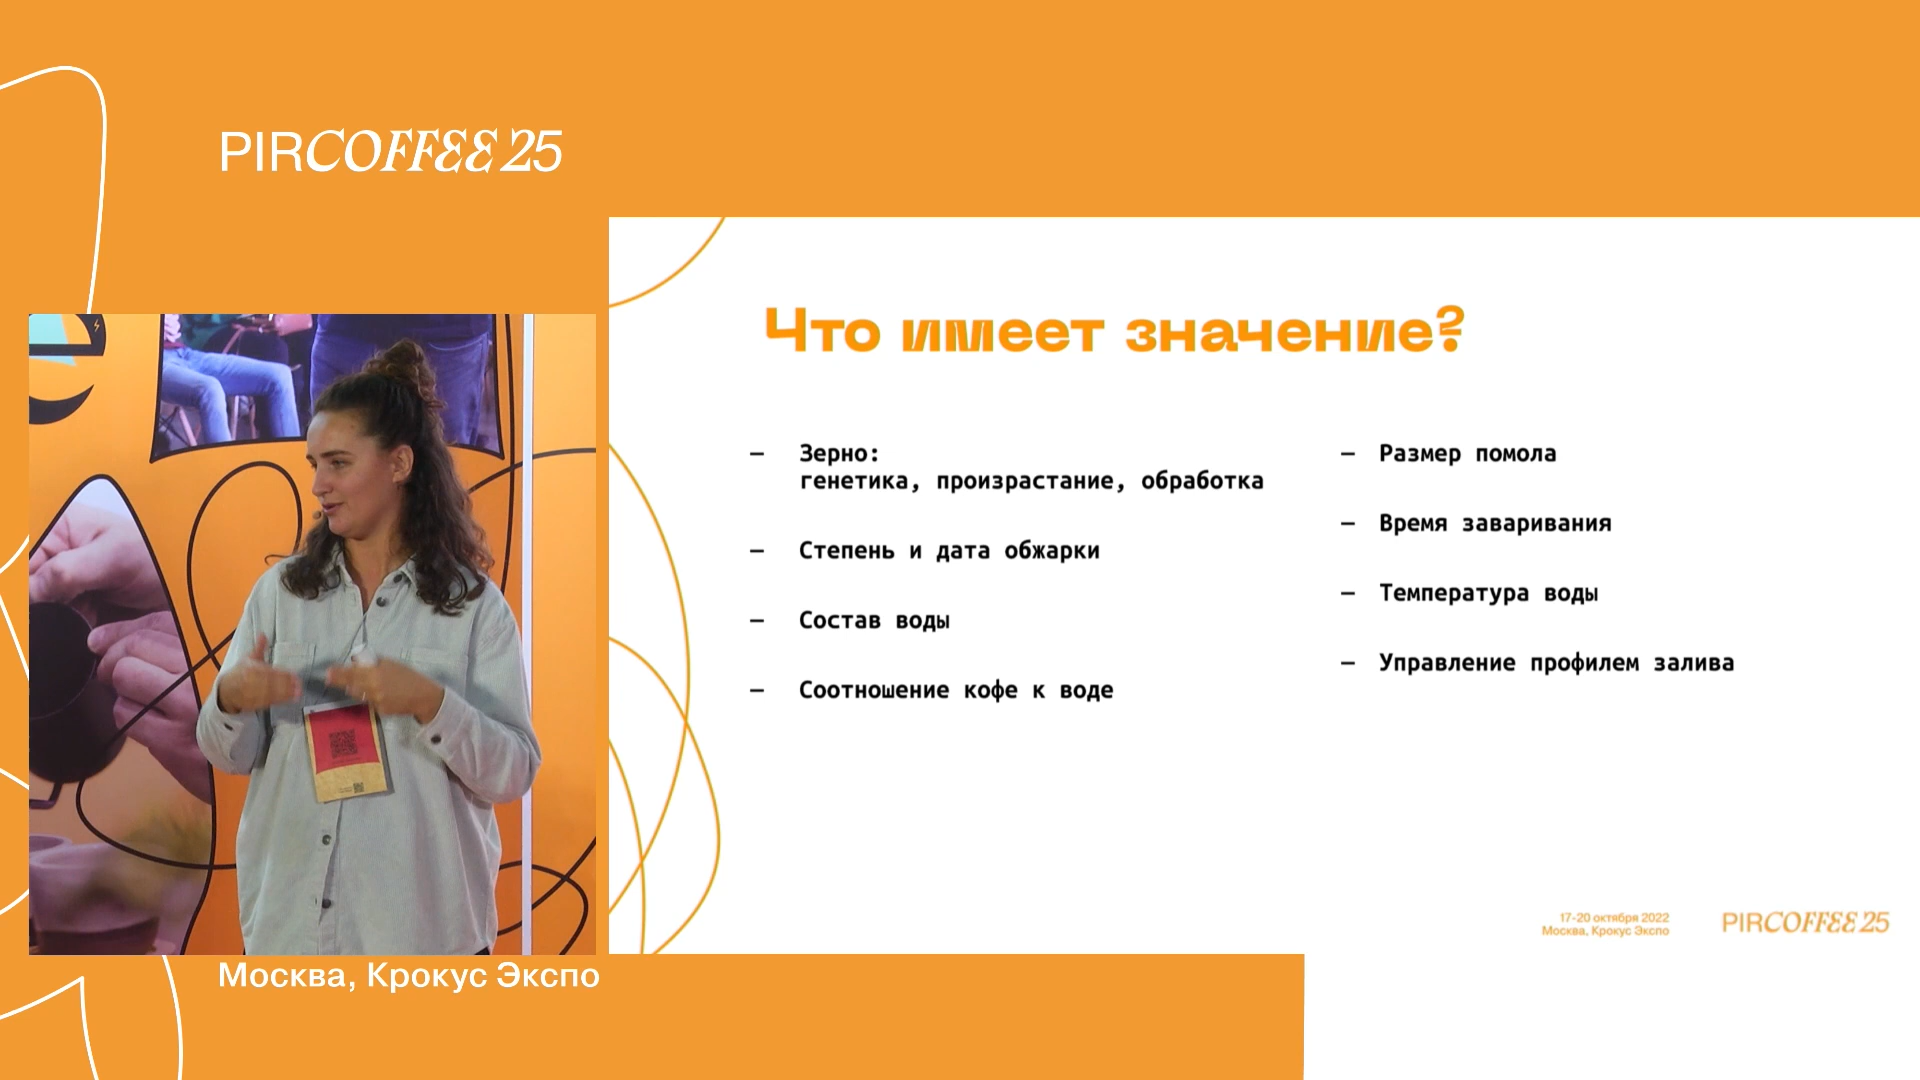 PIRCOFFEE 25
Что имеет значение?
– Зерно:
генетика, произрастание, обработка
– Степень и дата обжарки
– Состав воды
– Соотношение кофе к воде
– Размер помола
– Время заваривания
– Температура воды
– Управление профилем залива
17-20 октября 2022
Москва, Крокус Экспо
PIRCOFFEE 25
Москва, Крокус Экспо